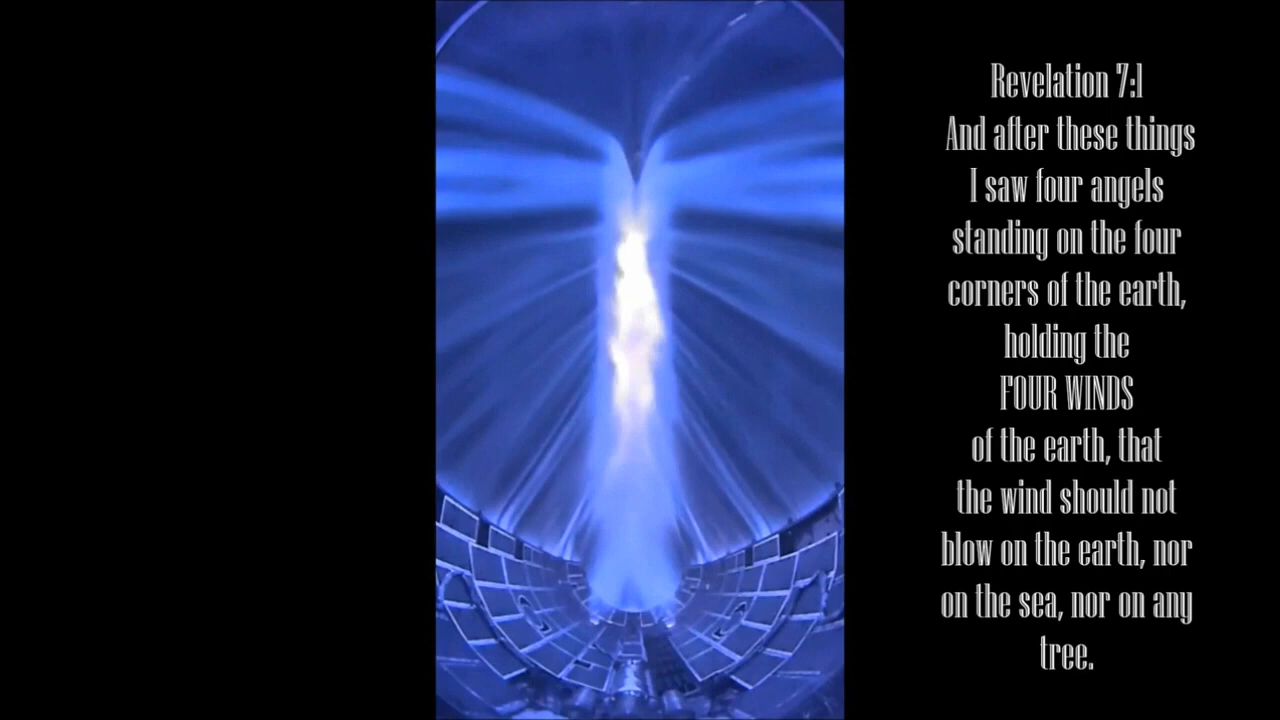 Revelation 7:1
And after these things
I saw four angels
standing on the four
corners of the earth,
holding the
FOUR WINDS
of the earth, that
the wind should not
blow on the earth, nor
on the sea, nor on any
tree.